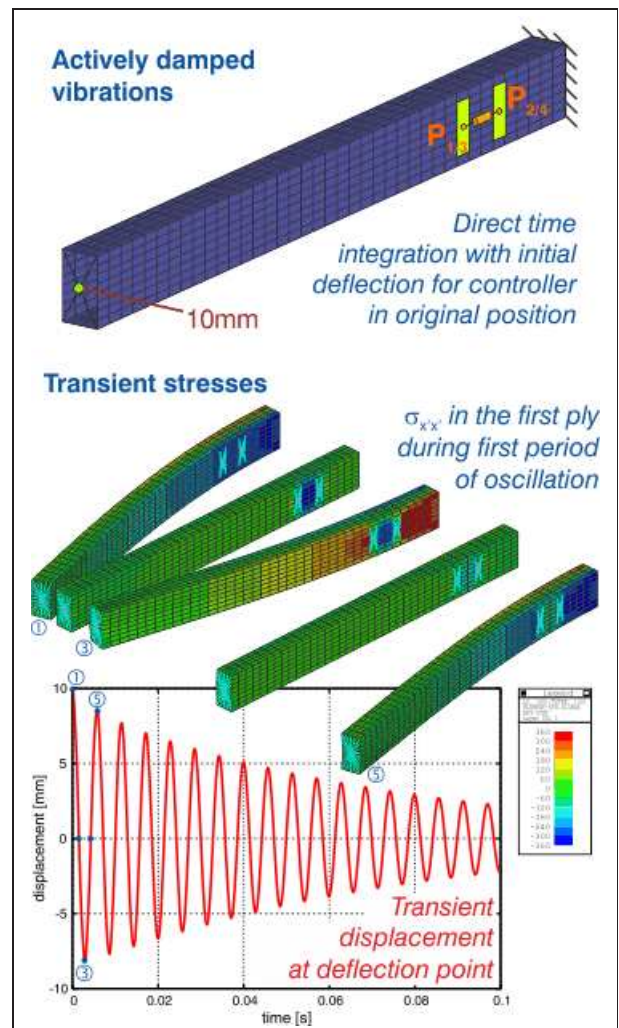 Actively damped
vibrations
P2/4
P1/3
Direct time
integration with initial
deflection for controller
in original position
10mm
Transient stresses
σx'x' in the first ply
during first period
of oscillation
①
③
⑤
①
⑤
③
10
5
0
-5
-10
displacement [mm]
0
0.02
0.04
0.06
0.08
0.1
time [s]
Transient
displacement
at deflection point
0